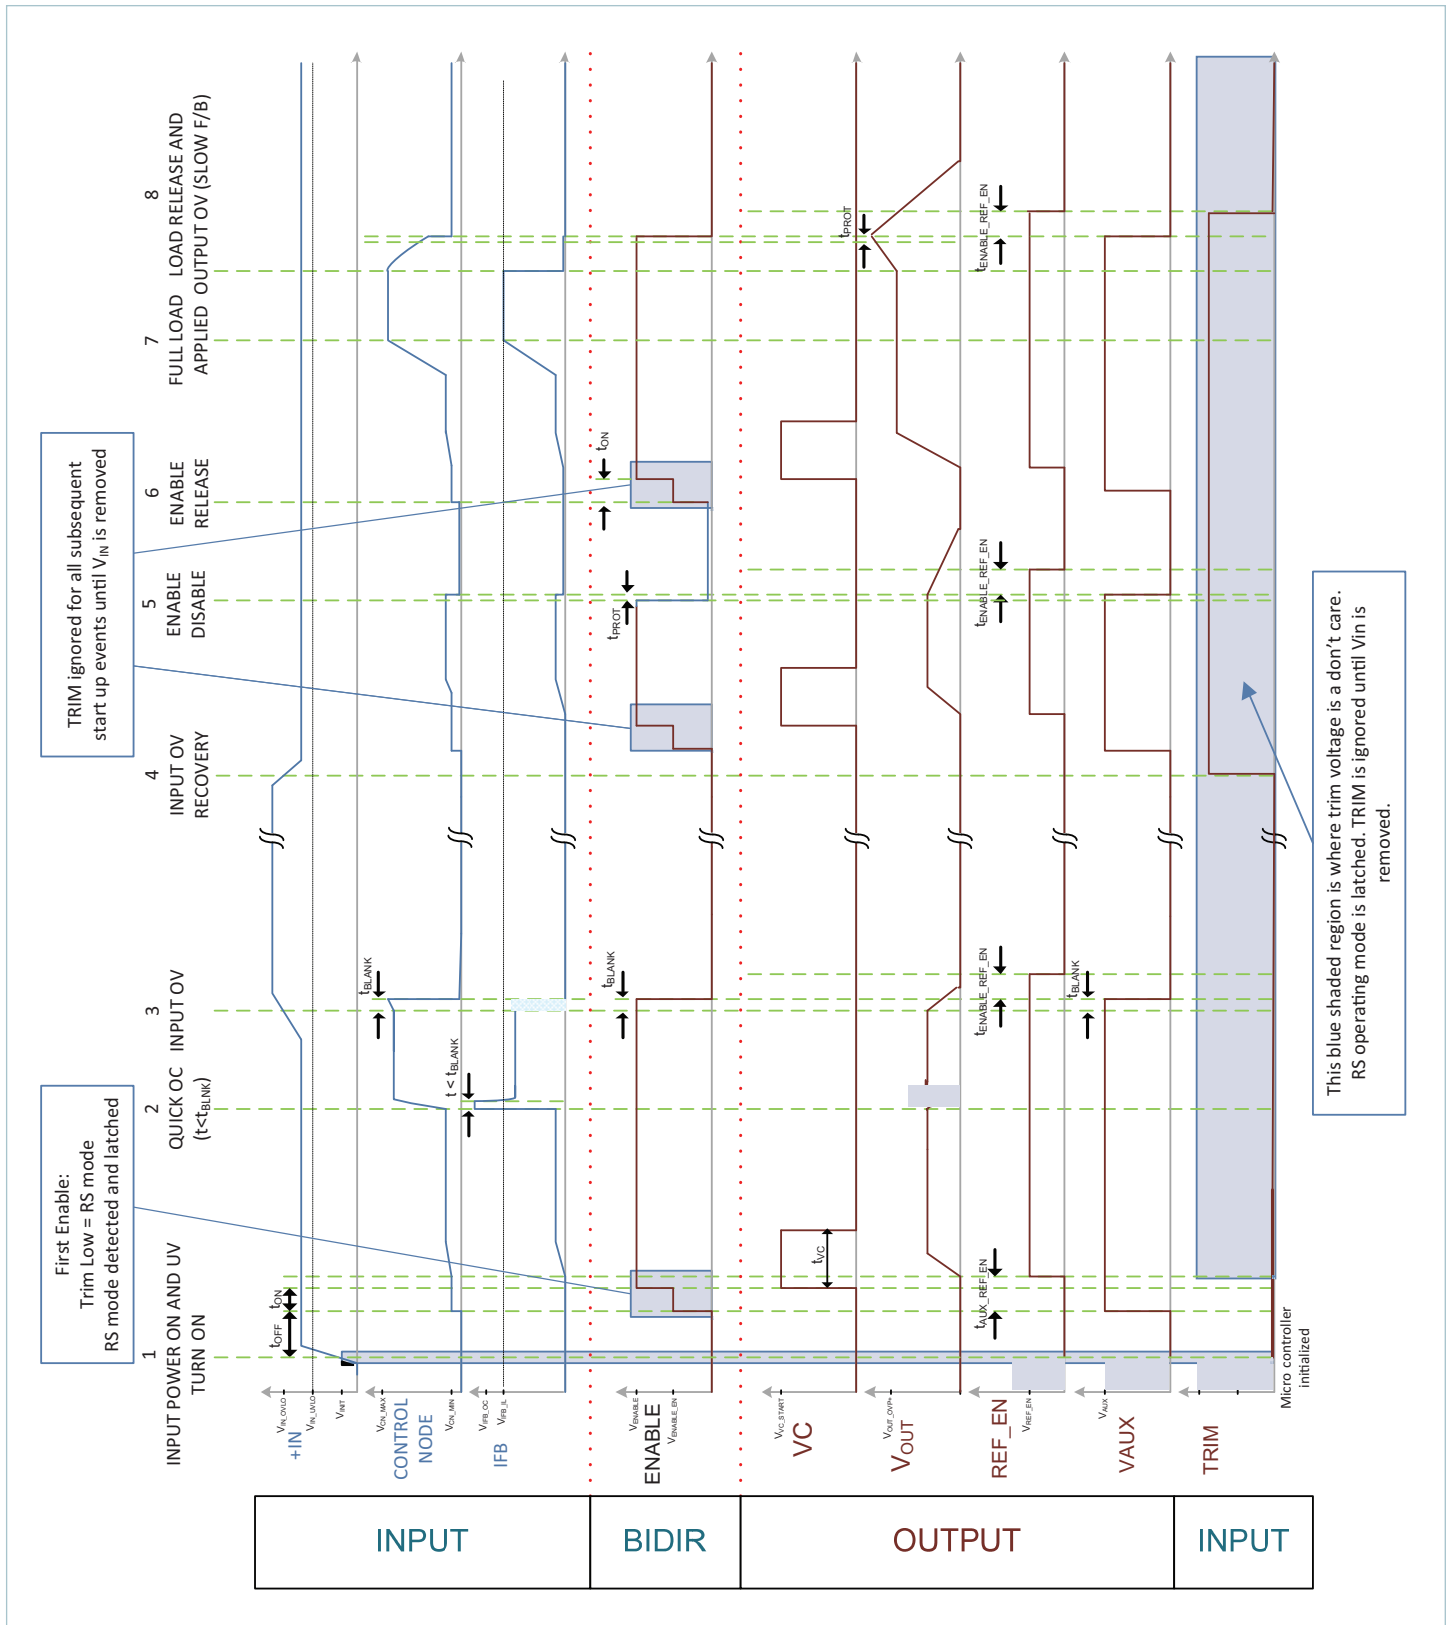 First Enable:
Trim Low = RS mode
RS mode detected and latched
TRIM ignored for all subsequent
start up events until VIN is removed
1
INPUT POWER ON AND UV
TURN ON
2
QUICK OC
(t<tBLNK)
3
INPUT OV
4
INPUT OV
RECOVERY
5
ENABLE
DISABLE
6
ENABLE
RELEASE
7
FULL LOAD
APPLIED
8
LOAD RELEASE AND
OUTPUT OV (SLOW F/B)
INPUT
+IN
VIN_OVLO
VIN_UVLO
VINIT
tOFF
tON
CONTROL
NODE
VCN_MAX
VCN_MIN
tBLANK
IFB
VIFB_OC
VIFB_IL
t < tBLANK
BIDIR
ENABLE
VENABLE
VENABLE_EN
tBLANK
tPROT
tON
OUTPUT
VC
VVC_START
tVC
VOUT
VOUT_OVP+
tPROT
REF_EN
VREF_EN
tAUX_REF_EN
tENABLE_REF_EN
tENABLE_REF_EN
tENABLE_REF_EN
VAUX
VAUX
tBLANK
INPUT
TRIM
Micro controller
initialized
This blue shaded region is where trim voltage is a don't care.
RS operating mode is latched. TRIM is ignored until Vin is
removed.